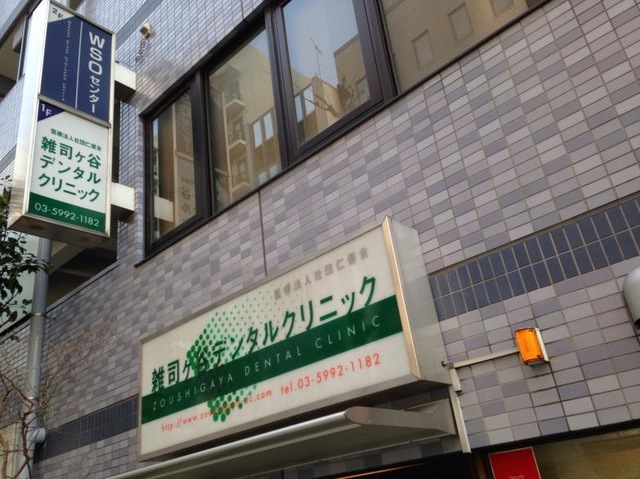 2F
WSOセンター
1F
医療法人社団仁優会
雑司ヶ谷
デンタル
クリニック
03-5992-1182
医療法人社団仁優会
雑司ヶ谷デンタルクリニック
ZOUSHIGAYA DENTAL CLINIC
tel.03-5992-1182